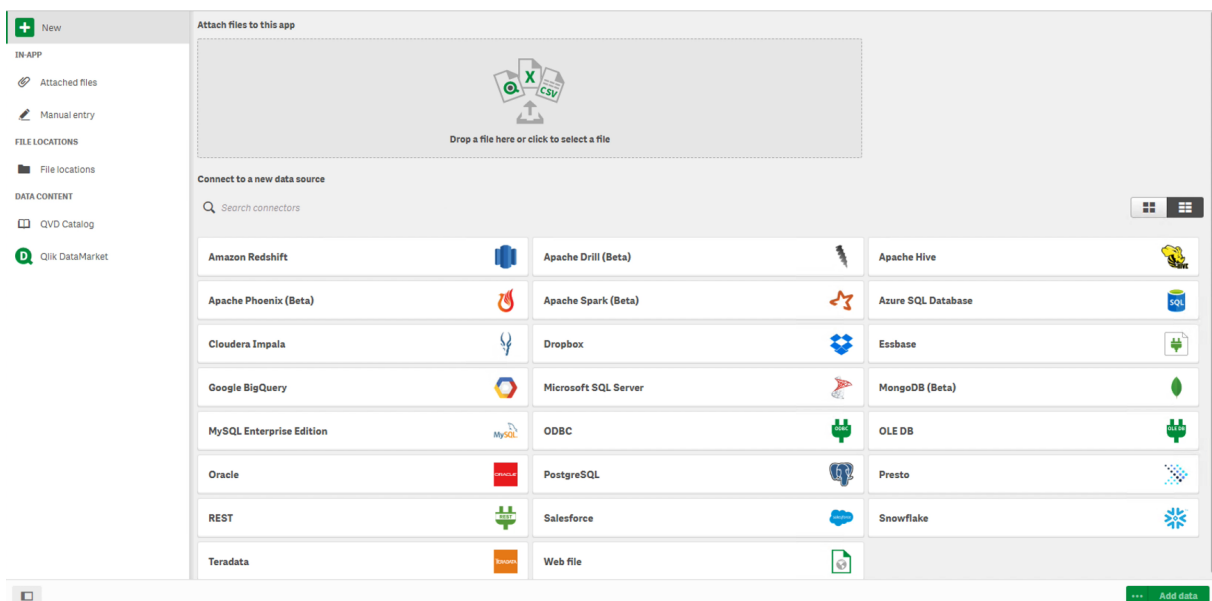 New
IN-APP
Attached files
Manual entry
FILE LOCATIONS
File locations
DATA CONTENT
QVD Catalog
D Qlik DataMarket
Attach files to this app
X
CSV
Drop a file here or click to select a file
Connect to a new data source
Search connectors
Amazon Redshift
Apache Drill (Beta)
Apache Hive
HIVE
Apache Phoenix (Beta)
Apache Spark (Beta)
Azure SQL Database
SQL
Cloudera Impala
Dropbox
Essbase
Google BigQuery
Microsoft SQL Server
MongoDB (Beta)
MySQL Enterprise Edition
MySQL
ODBC
ODBC
OLE DB
OLE DB
Oracle
ORACLE
PostgreSQL
Presto
REST
REST
Salesforce
salesforce
Snowflake
Teradata
TERADATA
Web file
Add data